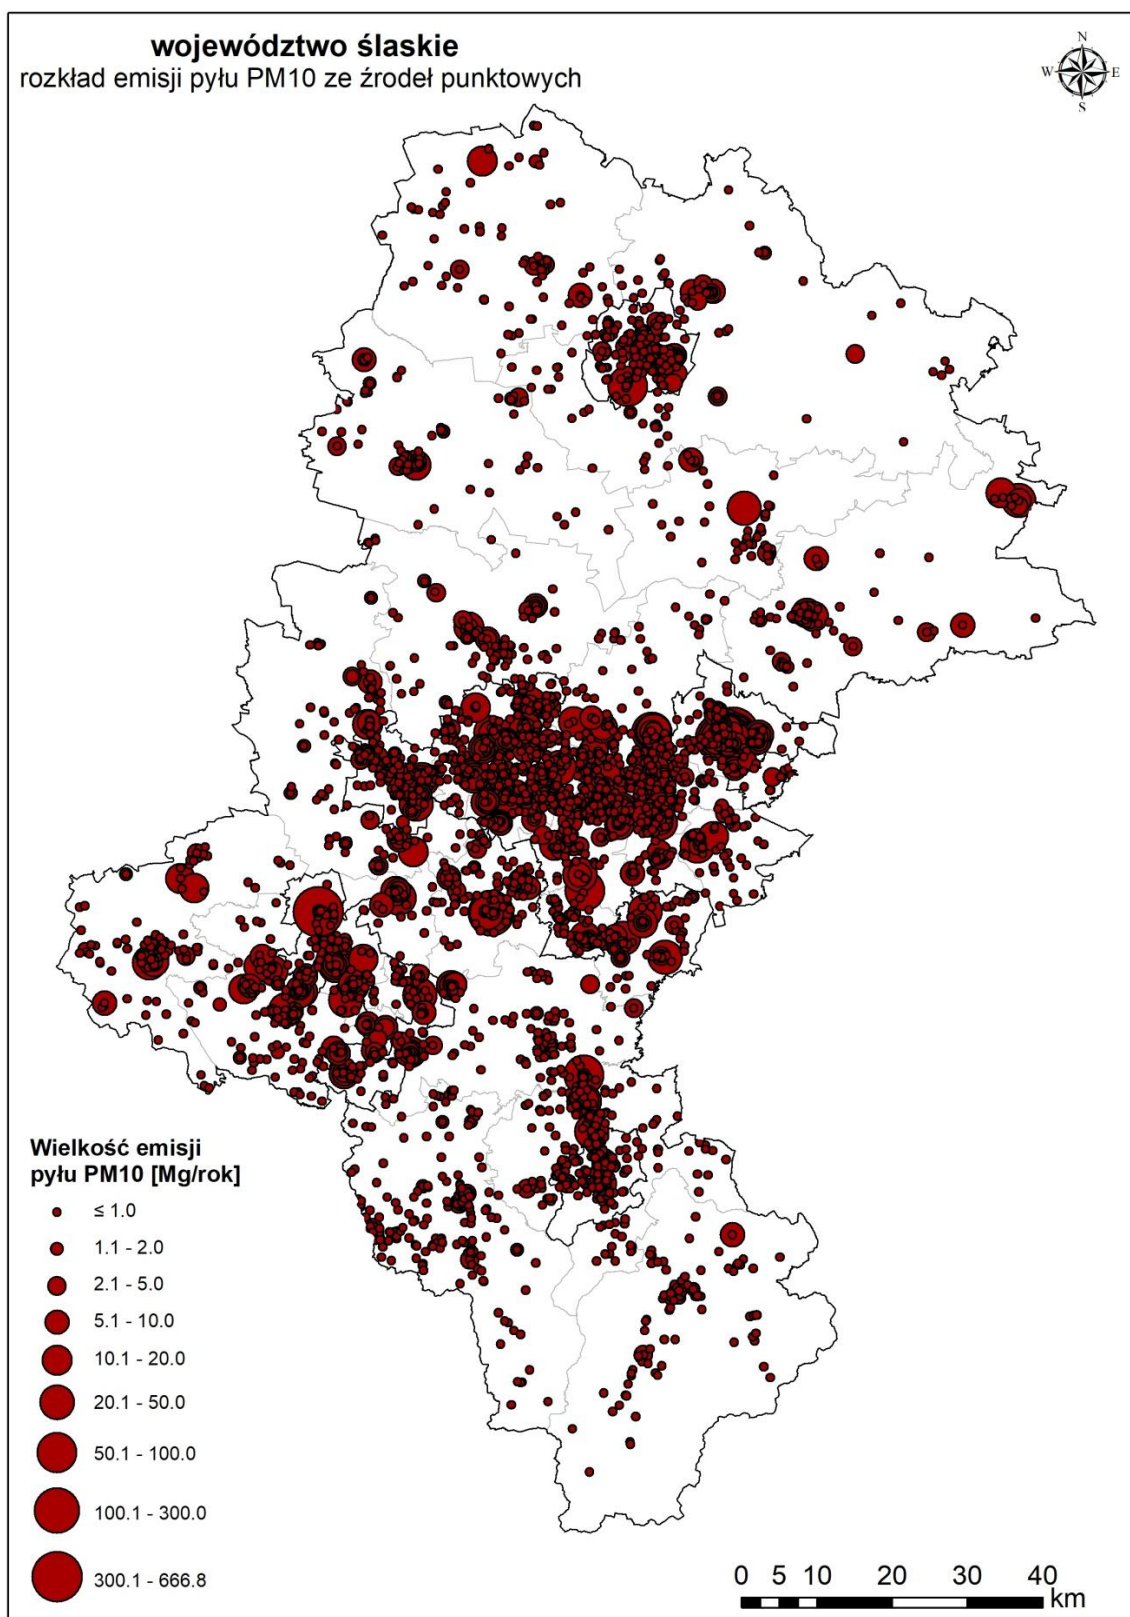 województwo ślaskie
rozkład emisji pyłu PM10 ze źrodeł punktowych
N
W E
S
Wielkość emisji
pyłu PM10 [Mg/rok]
≤ 1.0
1.1 - 2.0
2.1 - 5.0
5.1 - 10.0
10.1 - 20.0
20.1 - 50.0
50.1 - 100.0
100.1 - 300.0
300.1 - 666.8
0 5 10 20 30 40
km